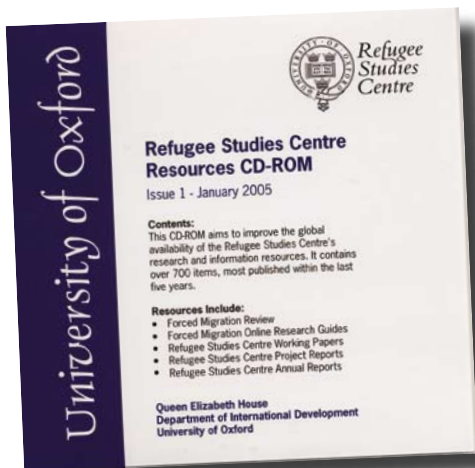 University of Oxford
Refugee
Studies
Centre
Refugee Studies Centre
Resources CD-ROM
Issue 1 - January 2005
Contents:
This CD-ROM aims to improve the global
availability of the Refugee Studies Centre's
research and information resources. It contains
over 700 items, most published within the last
five years.
Resources Include:
• Forced Migration Review
• Forced Migration Online Research Guides
• Refugee Studies Centre Working Papers
• Refugee Studies Centre Project Reports
• Refugee Studies Centre Annual Reports
Queen Elizabeth House
Department of International Development
University of Oxford